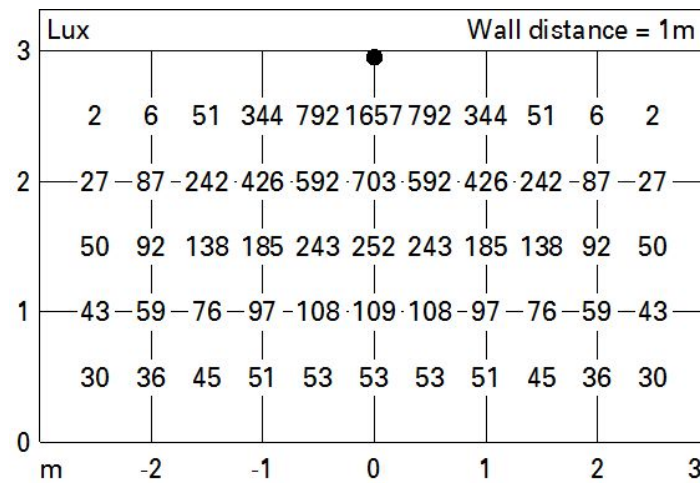 Lux Wall distance = 1m
3
2 6 51 344 792 1657 792 344 51 6 2
2 27 87 242 426 592 703 592 426 242 87 27
50 92 138 185 243 252 243 185 138 92 50
1 43 59 76 97 108 109 108 97 76 59 43
30 36 45 51 53 53 53 51 45 36 30
0
m -2 -1 0 1 2 3